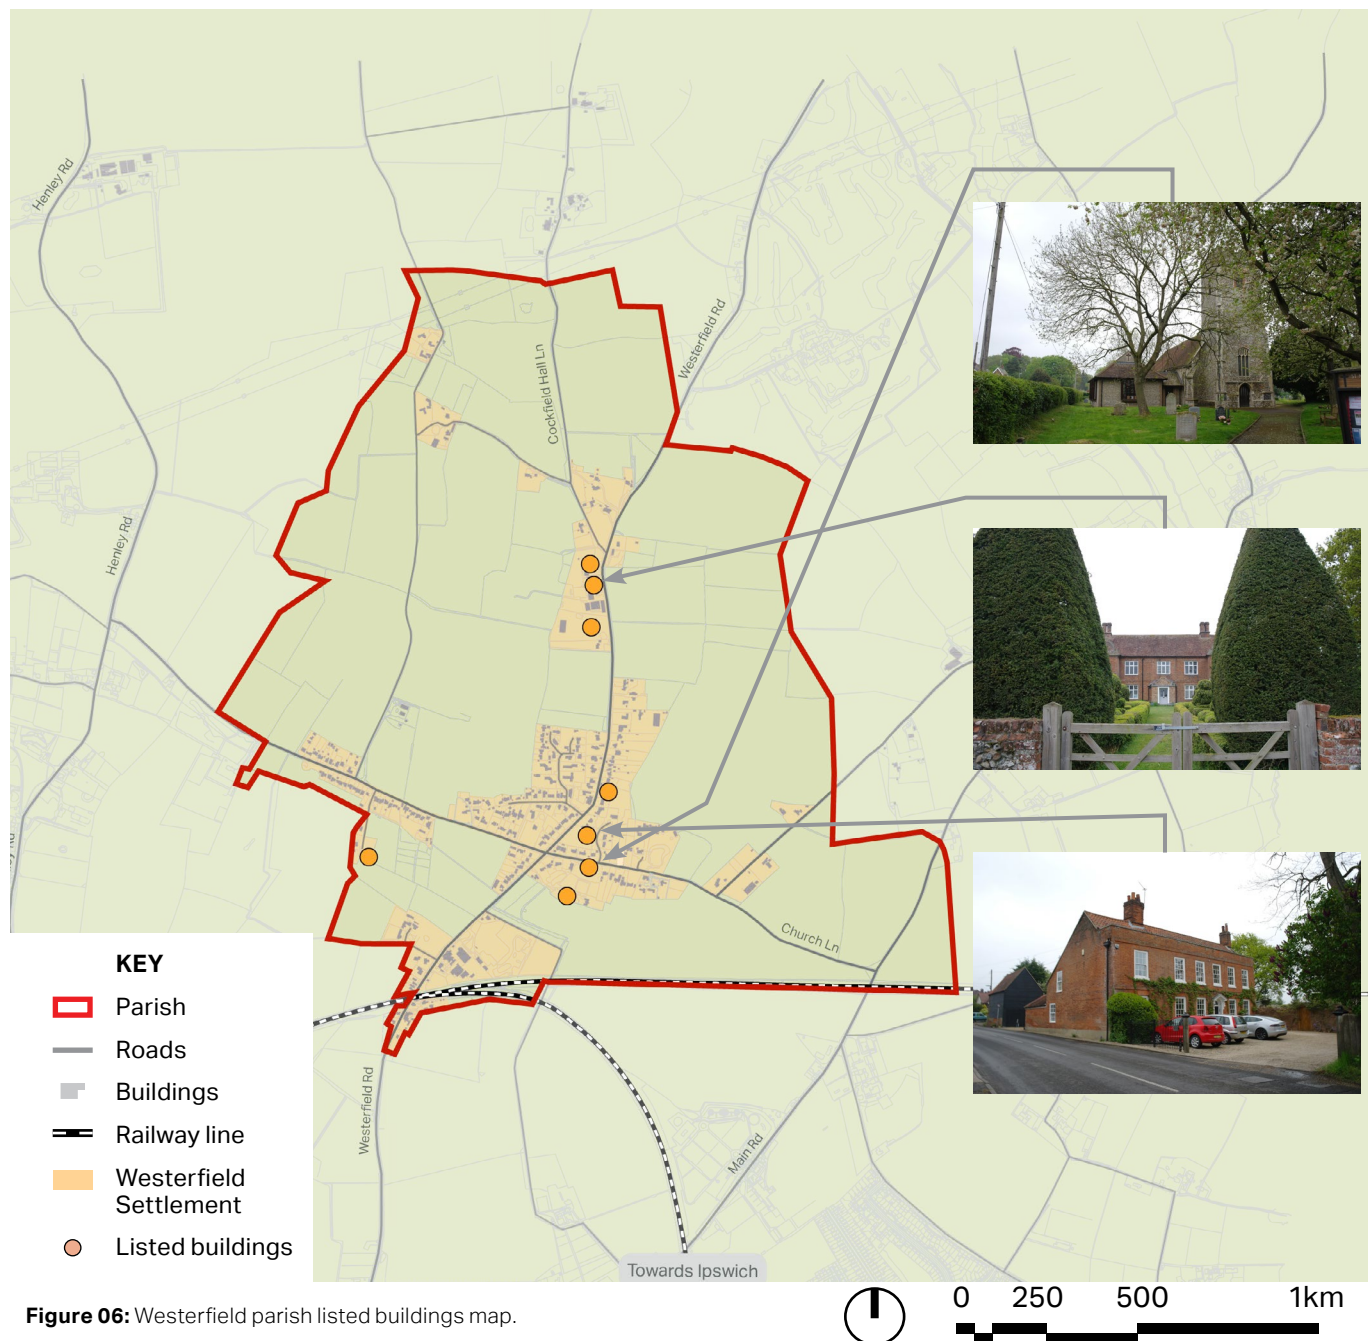 Henley Rd
Cockfield Hall Ln
Westerfield Rd
Henley Rd
Church Ln
Westerfield Rd
Main Rd
Towards Ipswich
KEY
Parish
Roads
Buildings
Railway line
Westerfield
Settlement
Listed buildings
Figure 06: Westerfield parish listed buildings map.
0 250 500 1km